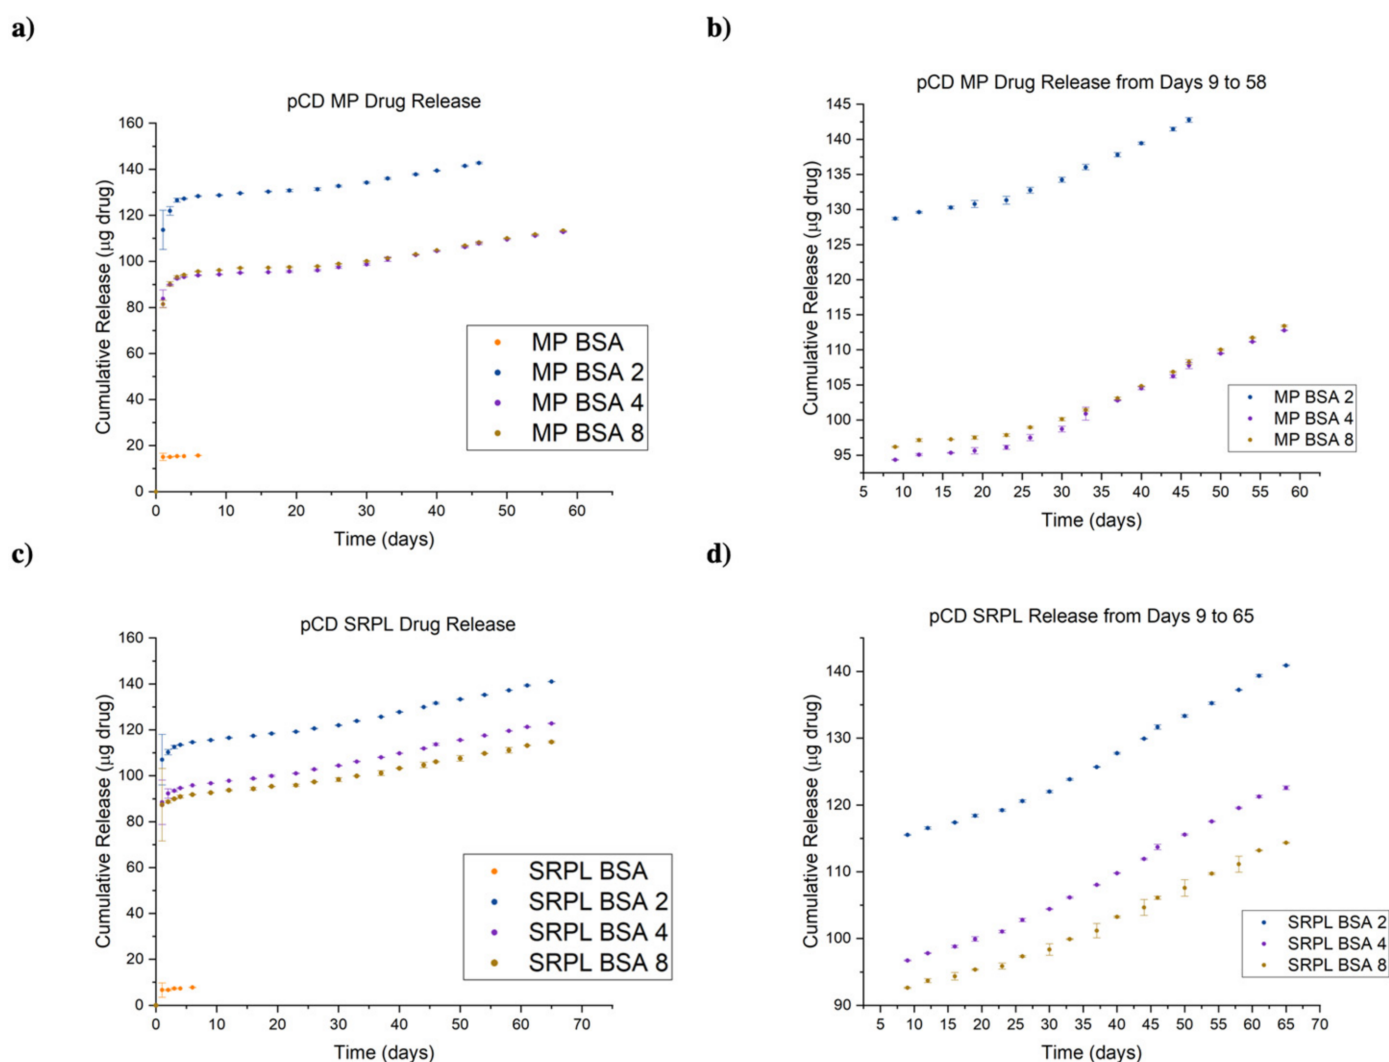 a)
pCD MP Drug Release
160
140
120
100
80
60
40
20
0
Cumulative Release (μg drug)
MP BSA
MP BSA 2
MP BSA 4
MP BSA 8
0 10 20 30 40 50 60
Time (days)
b)
pCD MP Drug Release from Days 9 to 58
145
140
135
130
125
120
115
110
105
100
95
Cumulative Release (μg drug)
MP BSA 2
MP BSA 4
MP BSA 8
5 10 15 20 25 30 35 40 45 50 55 60
Time (days)
c)
pCD SRPL Drug Release
160
140
120
100
80
60
40
20
0
Cumulative Release (μg drug)
SRPL BSA
SRPL BSA 2
SRPL BSA 4
SRPL BSA 8
0 10 20 30 40 50 60 70
Time (days)
d)
pCD SRPL Release from Days 9 to 65
140
130
120
110
100
90
Cumulative Release (μg drug)
SRPL BSA 2
SRPL BSA 4
SRPL BSA 8
5 10 15 20 25 30 35 40 45 50 55 60 65 70
Time (days)